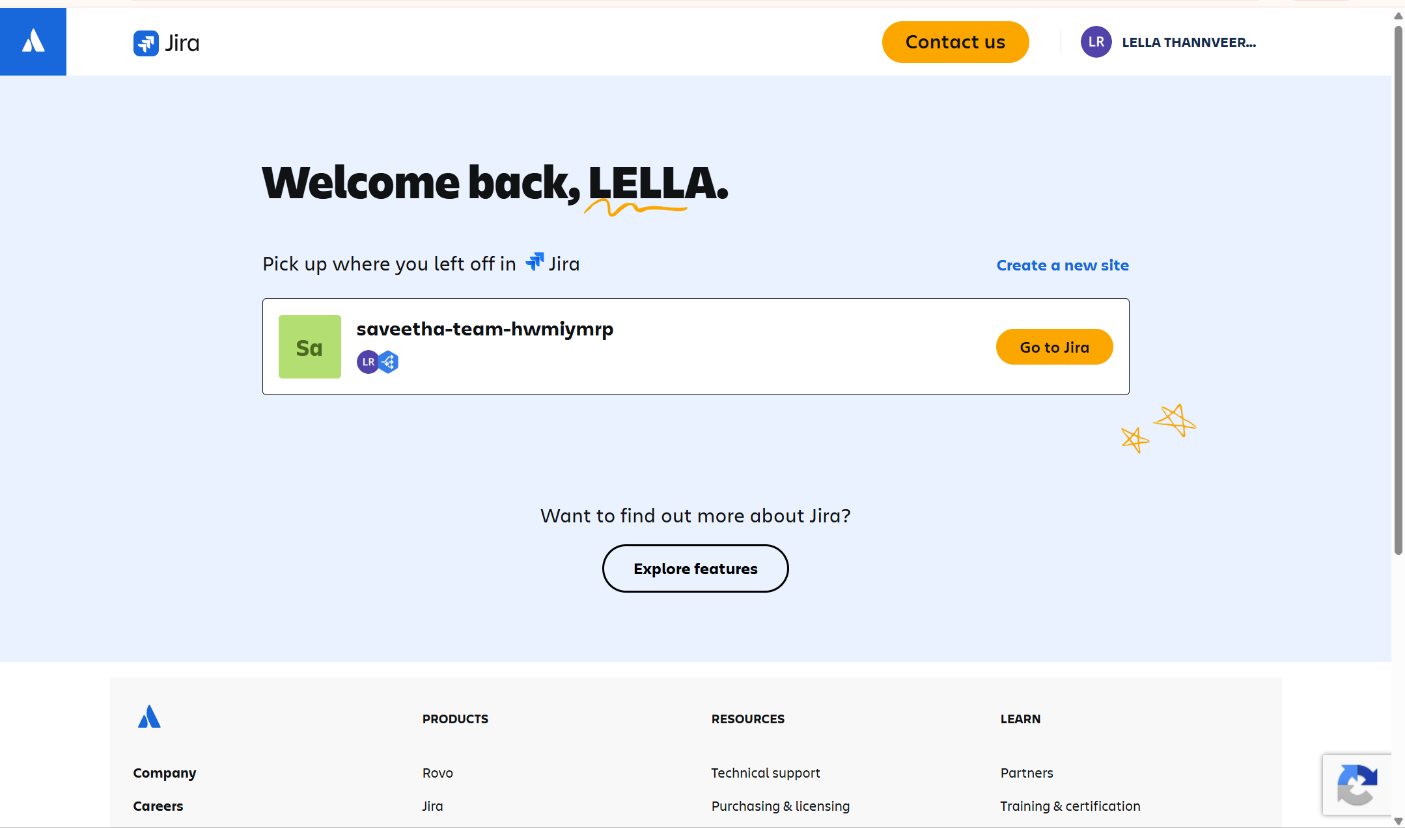 Jira
Contact us
LR
LELLA THANNVEER...
Welcome back, LELLA.
Pick up where you left off in Jira
Create a new site
Sa
saveetha-team-hwmiymrp
LR
Go to Jira
Want to find out more about Jira?
Explore features
PRODUCTS
RESOURCES
LEARN
Company
Rovo
Technical support
Partners
Careers
Jira
Purchasing & licensing
Training & certification